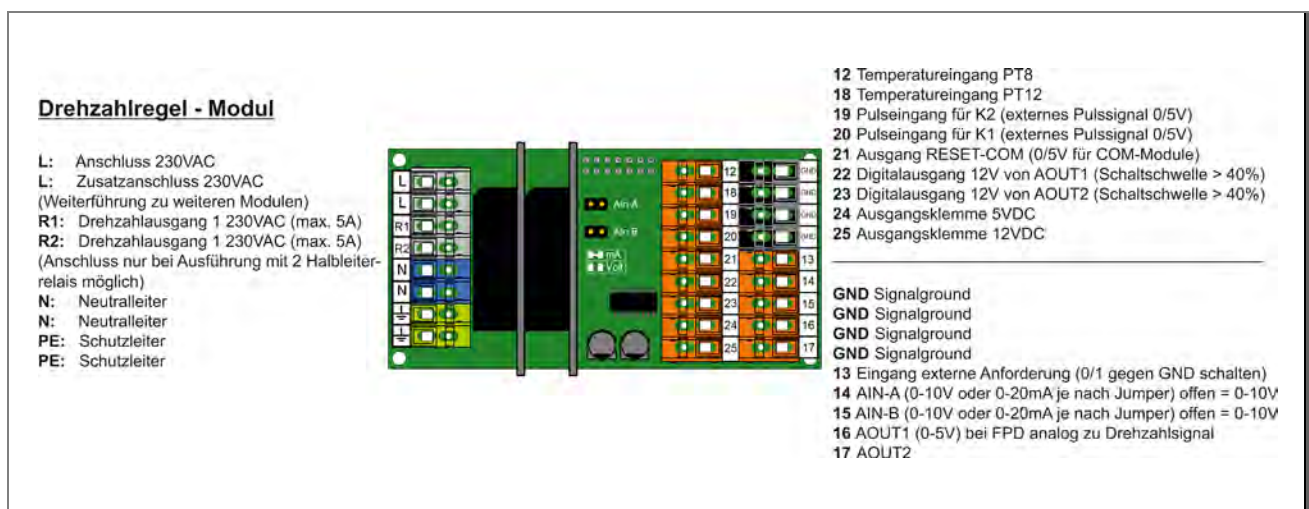 Drehzahlregel - Modul
L: Anschluss 230VAC
L: Zusatzanschluss 230VAC
(Weiterführung zu weiteren Modulen)
R1: Drehzahlausgang 1 230VAC (max. 5A)
R2: Drehzahlausgang 1 230VAC (max. 5A)
(Anschluss nur bei Ausführung mit 2 Halbleiter-
relais möglich)
N: Neutralleiter
N: Neutralleiter
PE: Schutzleiter
PE: Schutzleiter
L
L
R1
R2
N
N
Ain A
Ain B
mA
Volt
12 GND
18 GND
19 GND
20 GND
21 13
22 14
23 15
24 16
25 17
12 Temperatureingang PT8
18 Temperatureingang PT12
19 Pulseingang für K2 (externes Pulssignal 0/5V)
20 Pulseingang für K1 (externes Pulssignal 0/5V)
21 Ausgang RESET-COM (0/5V für COM-Module)
22 Digitalausgang 12V von AOUT1 (Schaltschwelle > 40%)
23 Digitalausgang 12V von AOUT2 (Schaltschwelle > 40%)
24 Ausgangsklemme 5VDC
25 Ausgangsklemme 12VDC
GND Signalground
GND Signalground
GND Signalground
GND Signalground
13 Eingang externe Anforderung (0/1 gegen GND schalten)
14 AIN-A (0-10V oder 0-20mA je nach Jumper) offen = 0-10V
15 AIN-B (0-10V oder 0-20mA je nach Jumper) offen = 0-10V
16 AOUT1 (0-5V) bei FPD analog zu Drehzahlsignal
17 AOUT2